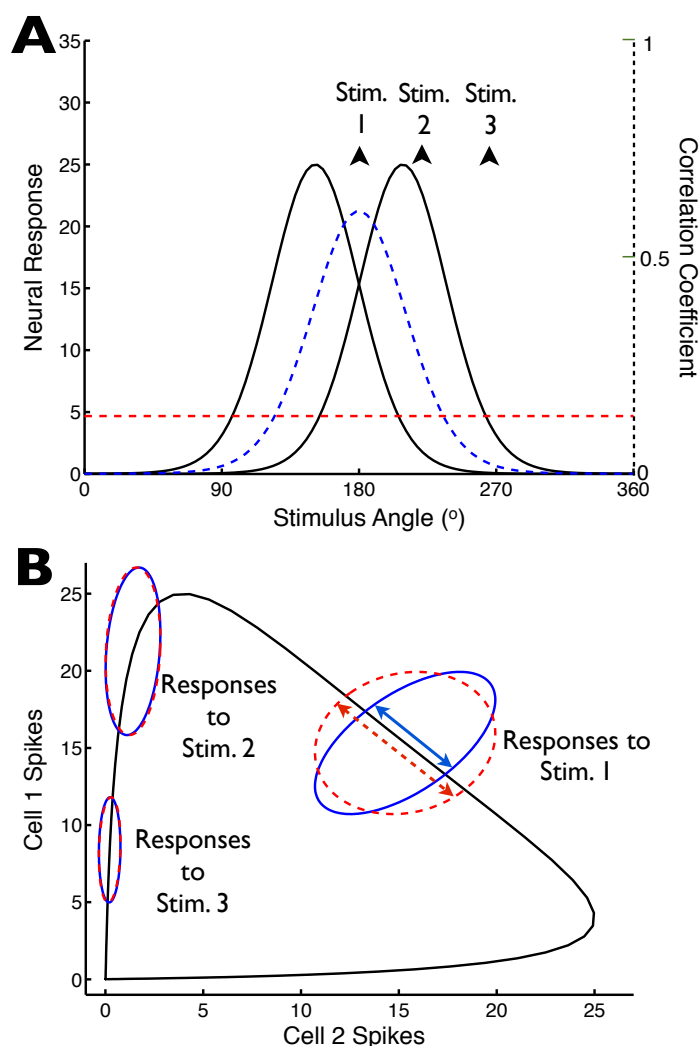 A
35
30
25
20
15
10
5
0
Neural Response
Stim. Stim. Stim.
1 2 3
1
0.5
0
Correlation Coefficient
0 90 180 270 360
Stimulus Angle (o)
B
25
20
15
10
5
0
Cell 1 Spikes
Responses
to
Stim. 2
Responses to
Stim. 1
Responses
to
Stim. 3
0 5 10 15 20 25
Cell 2 Spikes